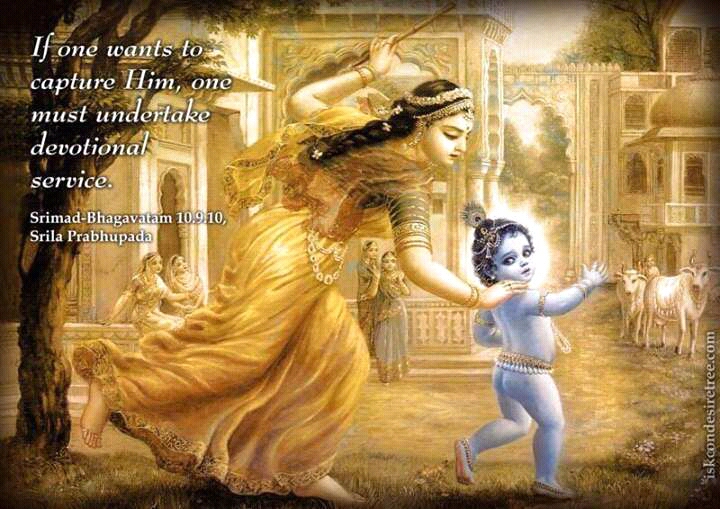 If one wants to
capture Him, one
must undertake
devotional
service.
Srimad-Bhagavatam 10.9.10,
Srila Prabhupada
iskcondesiretree.com